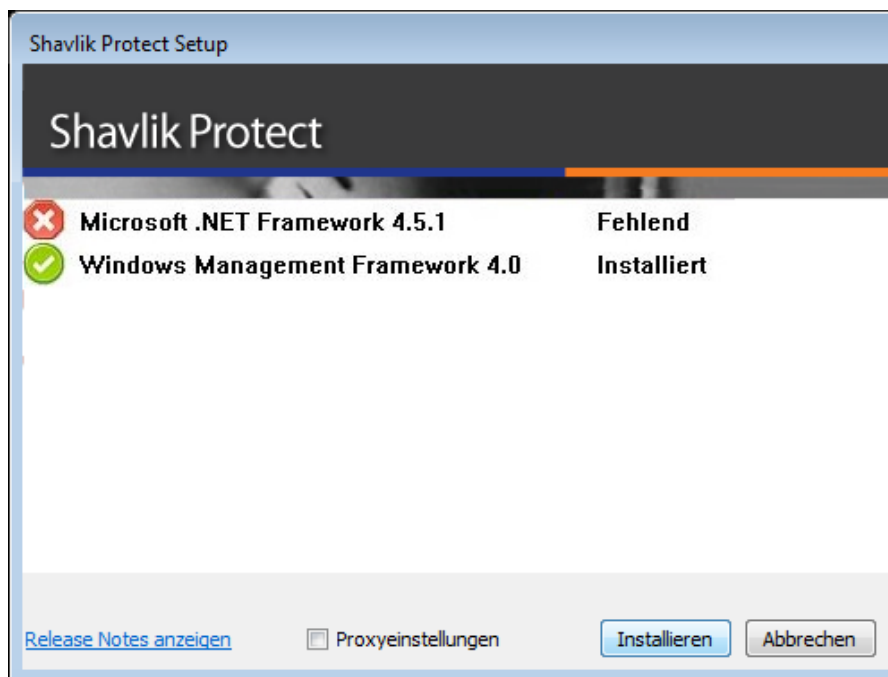 Shavlik Protect Setup
Shavlik Protect
Microsoft .NET Framework 4.5.1 Fehlend
Windows Management Framework 4.0 Installiert
Release Notes anzeigen Proxyeinstellungen Installieren Abbrechen